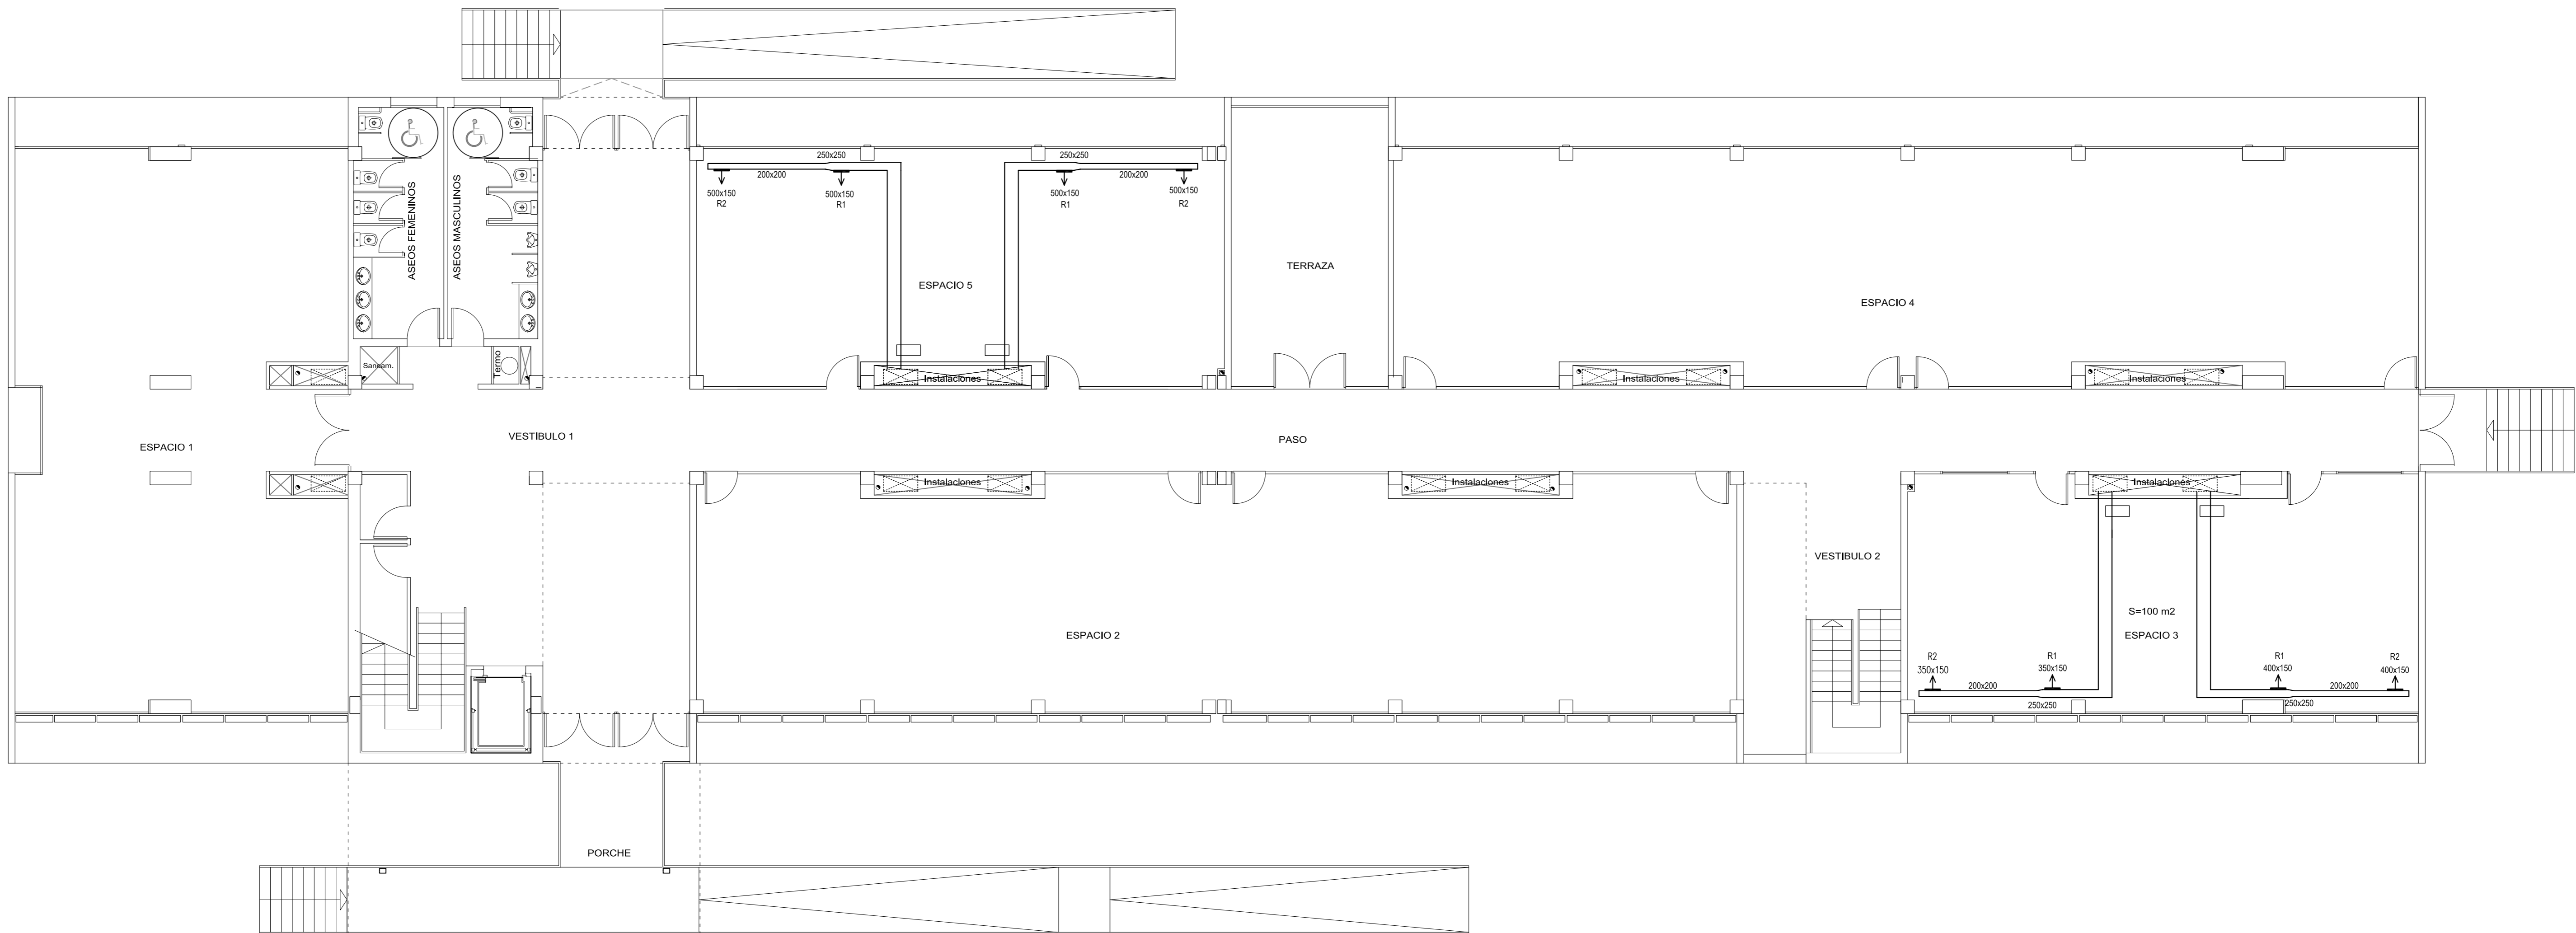 250x250
250x250
200x200
200x200
500x150
R2
500x150
R1
500x150
R1
500x150
R2
ASEOS FEMENINOS
ASEOS MASCULINOS
TERRAZA
ESPACIO 5
ESPACIO 4
Saneam.
Termo
Instalaciones
Instalaciones
Instalaciones
ESPACIO 1
VESTIBULO 1
PASO
Instalaciones
Instalaciones
Instalaciones
VESTIBULO 2
S=100 m2
ESPACIO 2
ESPACIO 3
R2
350x150
R1
350x150
R1
400x150
R2
400x150
200x200
200x200
250x250
250x250
PORCHE